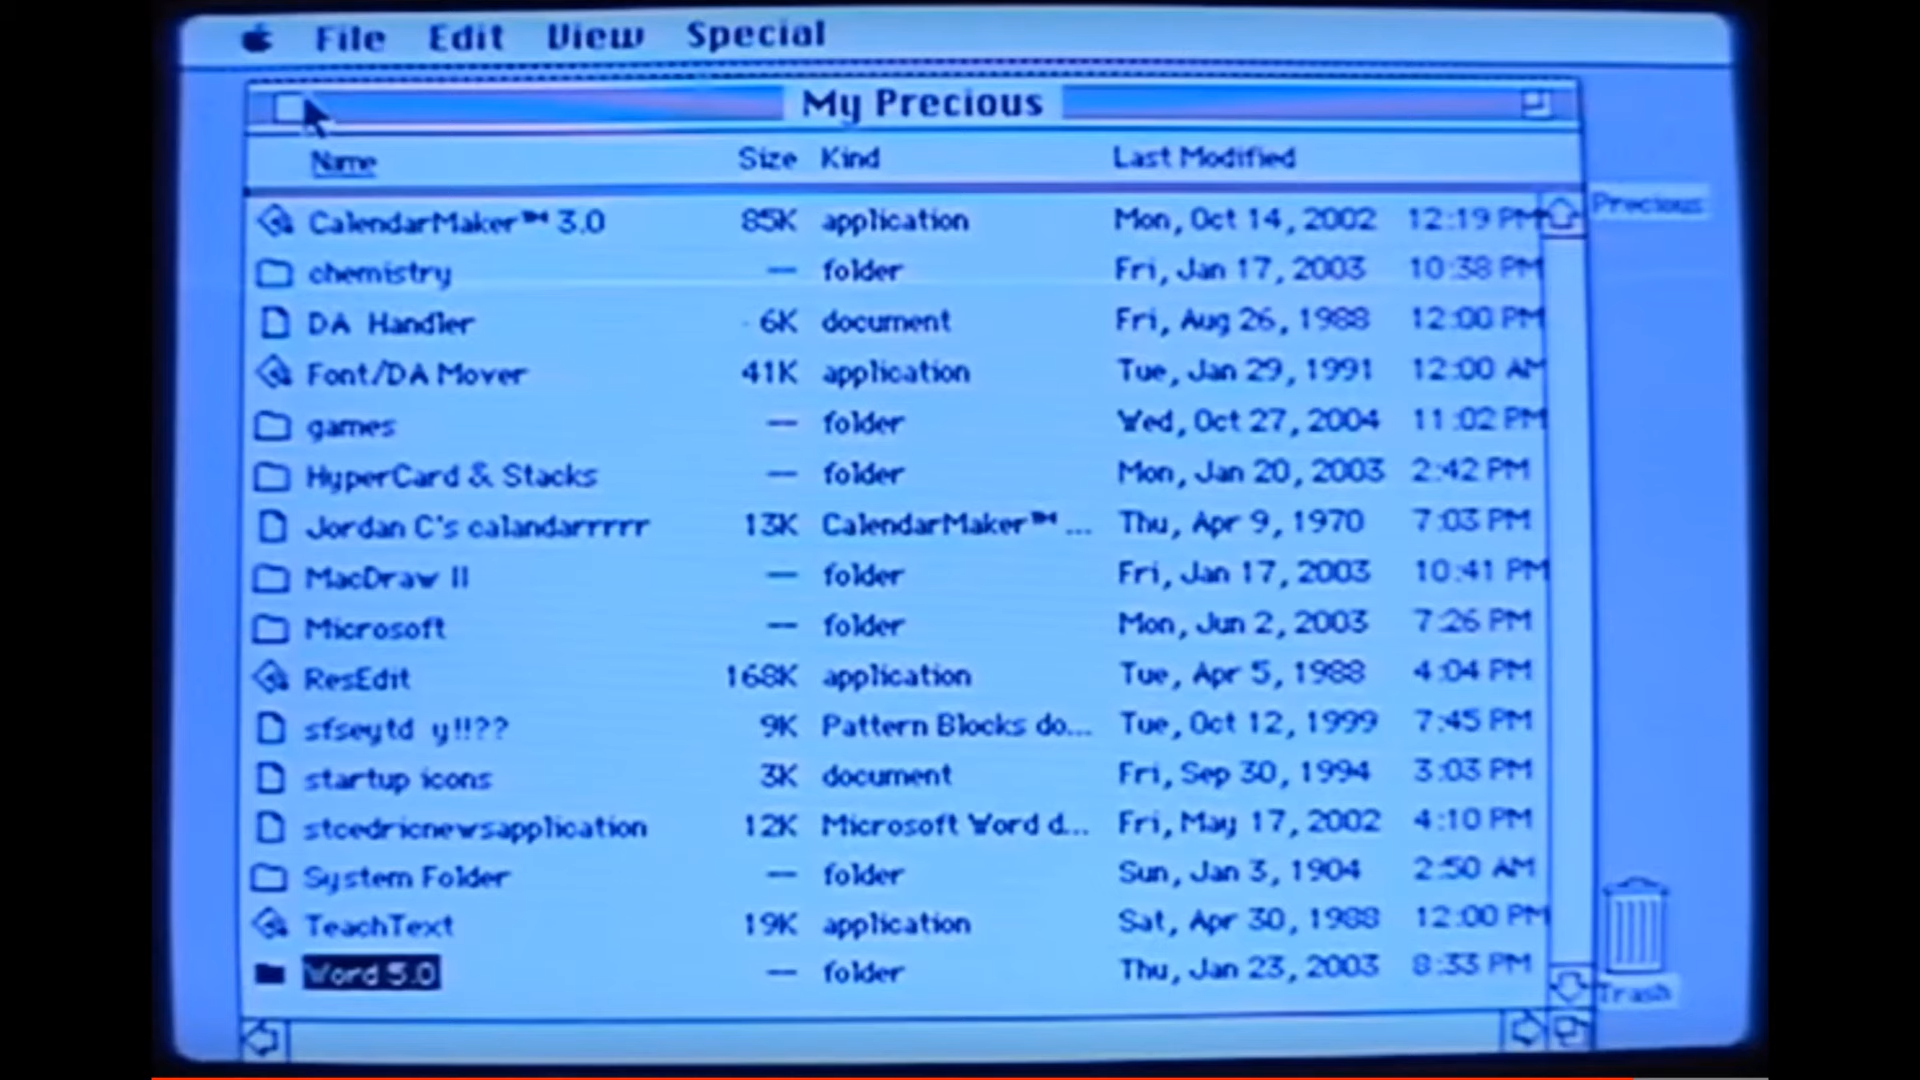 File Edit View Special
My Precious
Name Size Kind Last Modified
CalendarMaker™ 3.0 85K application Mon, Oct 14, 2002 12:19 PM
chemistry — folder Fri, Jan 17, 2003 10:38 PM
DA Handler 6K document Fri, Aug 26, 1988 12:00 PM
Font/DA Mover 41K application Tue, Jan 29, 1991 12:00 AM
games — folder Wed, Oct 27, 2004 11:02 PM
HyperCard & Stacks — folder Mon, Jan 20, 2003 2:42 PM
Jordan C's calandarrrrr 13K CalendarMaker™ ... Thu, Apr 9, 1970 7:03 PM
MacDraw II — folder Fri, Jan 17, 2003 10:41 PM
Microsoft — folder Mon, Jun 2, 2003 7:26 PM
ResEdit 168K application Tue, Apr 5, 1988 4:04 PM
sfseytd y!!?? 9K Pattern Blocks do... Tue, Oct 12, 1999 7:45 PM
startup icons 3K document Fri, Sep 30, 1994 3:03 PM
stcedricnewsapplication 12K Microsoft Word d... Fri, May 17, 2002 4:10 PM
System Folder — folder Sun, Jan 3, 1904 2:50 AM
TeachText 19K application Sat, Apr 30, 1988 12:00 PM
Word 5.0 — folder Thu, Jan 23, 2003 8:33 PM
Precious
Trash